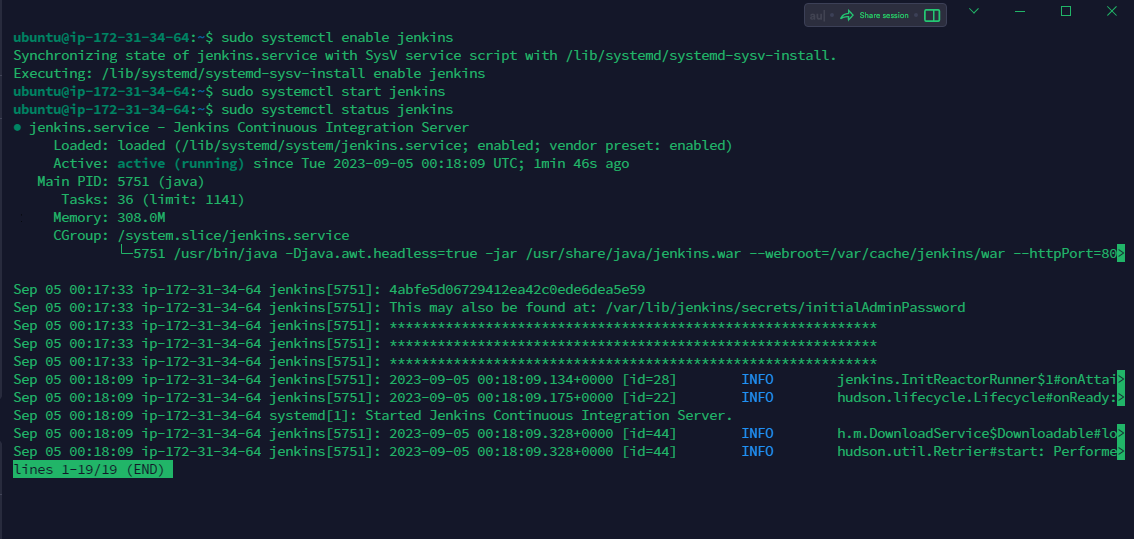 au
Share session
ubuntu@ip-172-31-34-64:~$ sudo systemctl enable jenkins
Synchronizing state of jenkins.service with SysV service script with /lib/systemd/systemd-sysv-install.
Executing: /lib/systemd/systemd-sysv-install enable jenkins
ubuntu@ip-172-31-34-64:~$ sudo systemctl start jenkins
ubuntu@ip-172-31-34-64:~$ sudo systemctl status jenkins
● jenkins.service - Jenkins Continuous Integration Server
Loaded: loaded (/lib/systemd/system/jenkins.service; enabled; vendor preset: enabled)
Active: active (running) since Tue 2023-09-05 00:18:09 UTC; 1min 46s ago
Main PID: 5751 (java)
Tasks: 36 (limit: 1141)
Memory: 308.0M
CGroup: /system.slice/jenkins.service
└─5751 /usr/bin/java -Djava.awt.headless=true -jar /usr/share/java/jenkins.war --webroot=/var/cache/jenkins/war --httpPort=80>
Sep 05 00:17:33 ip-172-31-34-64 jenkins[5751]: 4abfe5d06729412ea42c0ede6dea5e59
Sep 05 00:17:33 ip-172-31-34-64 jenkins[5751]: This may also be found at: /var/lib/jenkins/secrets/initialAdminPassword
Sep 05 00:17:33 ip-172-31-34-64 jenkins[5751]: *************************************************************
Sep 05 00:17:33 ip-172-31-34-64 jenkins[5751]: *************************************************************
Sep 05 00:17:33 ip-172-31-34-64 jenkins[5751]: *************************************************************
Sep 05 00:18:09 ip-172-31-34-64 jenkins[5751]: 2023-09-05 00:18:09.134+0000 [id=28] INFO jenkins.InitReactorRunner$1#onAttai>
Sep 05 00:18:09 ip-172-31-34-64 jenkins[5751]: 2023-09-05 00:18:09.175+0000 [id=22] INFO hudson.lifecycle.Lifecycle#onReady:>
Sep 05 00:18:09 ip-172-31-34-64 systemd[1]: Started Jenkins Continuous Integration Server.
Sep 05 00:18:09 ip-172-31-34-64 jenkins[5751]: 2023-09-05 00:18:09.328+0000 [id=44] INFO h.m.DownloadService$Downloadable#lo>
Sep 05 00:18:09 ip-172-31-34-64 jenkins[5751]: 2023-09-05 00:18:09.328+0000 [id=44] INFO hudson.util.Retrier#start: Performe>
lines 1-19/19 (END)